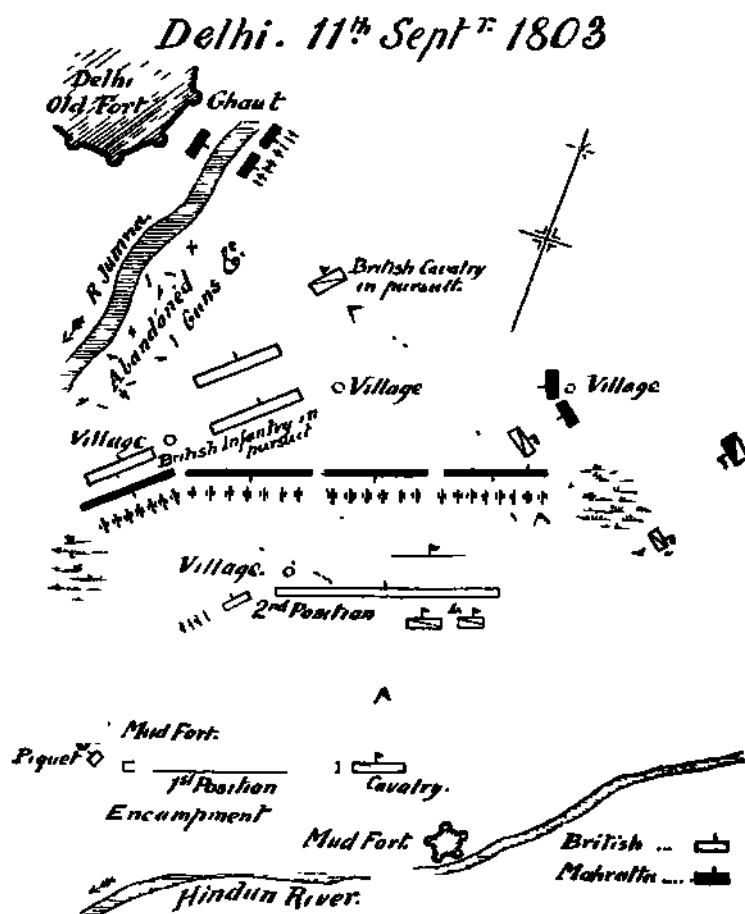 Delhi. 11th Septr. 1803
Delhi
Old Fort
Ghaut
R Jumna.
Abandoned
Guns &c.
British Cavalry
in pursuit.
Village
Village
Village
British Infantry in
pursuit
Village.
2nd Position
Mud Fort.
Piquet
1st Position
Cavalry.
Encampment
Mud Fort.
British ...
Mahratta ....
Hindun River.